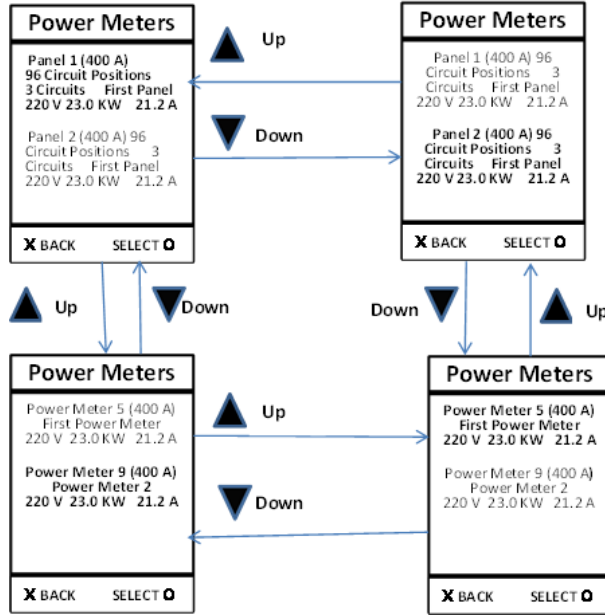 Power Meters
Panel 1 (400 A)
96 Circuit Positions
3 Circuits First Panel
220 V 23.0 KW 21.2 A
Panel 2 (400 A) 96
Circuit Positions 3
Circuits First Panel
220 V 23.0 KW 21.2 A
X BACK SELECT O
Up
Down
Power Meters
Panel 1 (400 A) 96
Circuit Positions 3
Circuits First Panel
220 V 23.0 KW 21.2 A
Panel 2 (400 A) 96
Circuit Positions 3
Circuits First Panel
220 V 23.0 KW 21.2 A
X BACK SELECT O
Up
Down
Down
Up
Power Meters
Power Meter 5 (400 A)
First Power Meter
220 V 23.0 KW 21.2 A
Power Meter 9 (400 A)
Power Meter 2
220 V 23.0 KW 21.2 A
X BACK SELECT O
Up
Down
Power Meters
Power Meter 5 (400 A)
First Power Meter
220 V 23.0 KW 21.2 A
Power Meter 9 (400 A)
Power Meter 2
220 V 23.0 KW 21.2 A
X BACK SELECT O